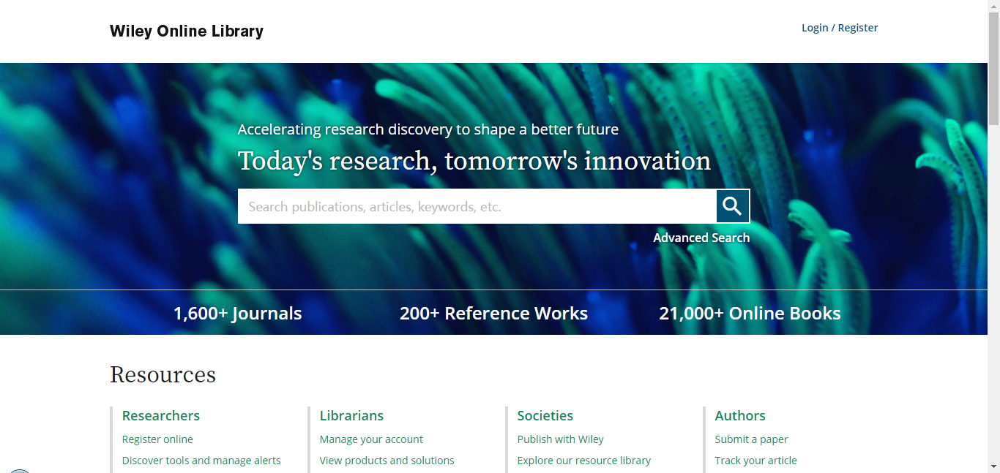 Wiley Online Library
Login / Register
Accelerating research discovery to shape a better future
Today's research, tomorrow's innovation
Search publications, articles, keywords, etc.
Advanced Search
1,600+ Journals
200+ Reference Works
21,000+ Online Books
Resources
Researchers
Register online
Discover tools and manage alerts
Librarians
Manage your account
View products and solutions
Societies
Publish with Wiley
Explore our resource library
Authors
Submit a paper
Track your article